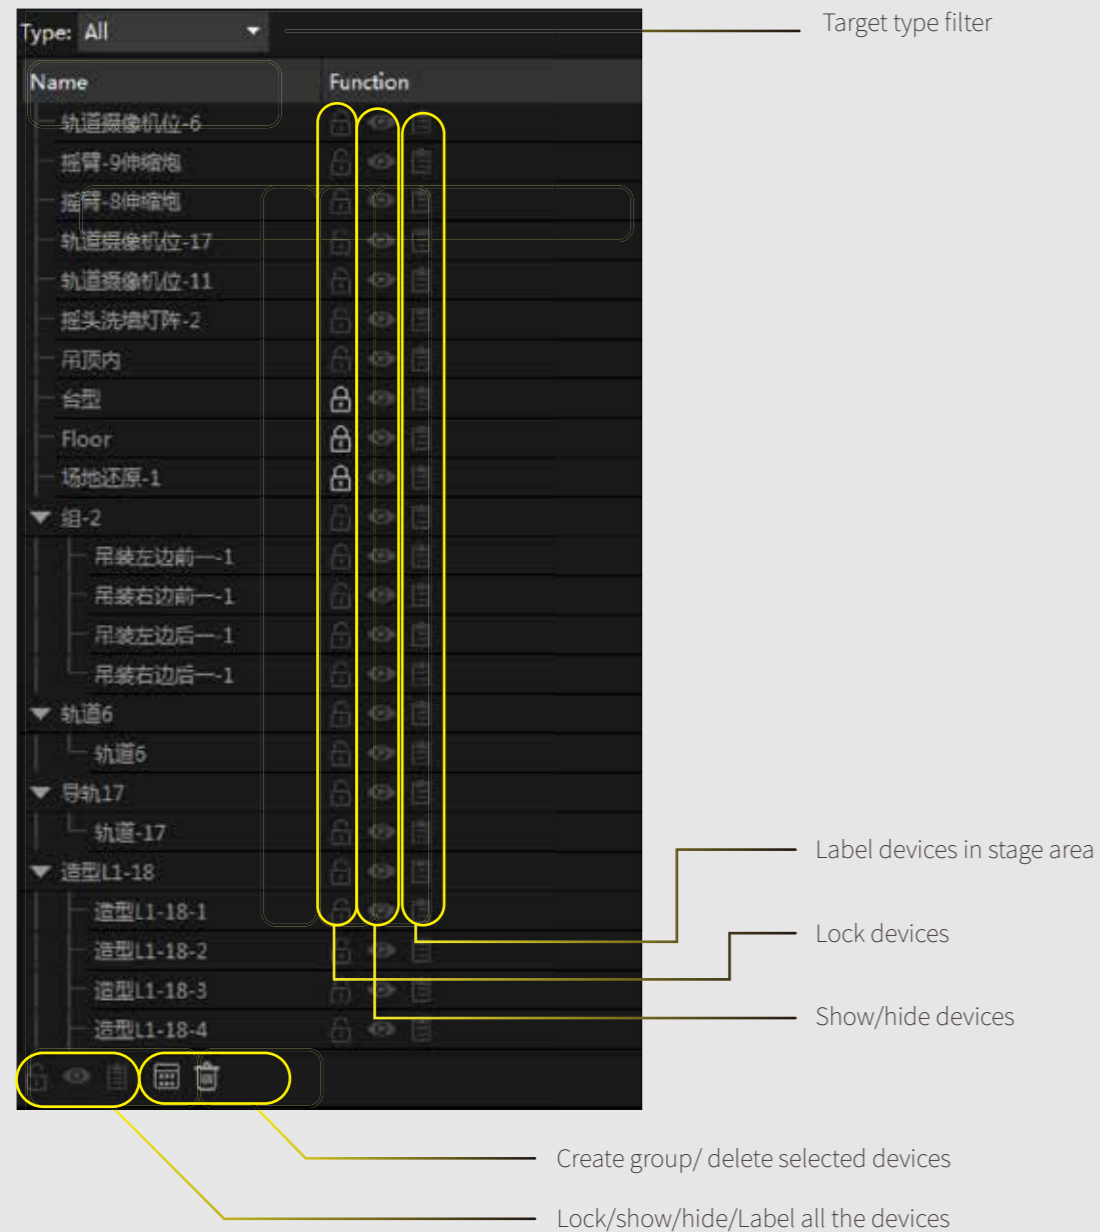 Type: All
Target type filter
Name Function
轨道摄像机位-6
摇臂-9伸缩炮
摇臂-8伸缩炮
轨道摄像机位-17
轨道摄像机位-11
摇头洗墙灯阵-2
吊顶内
台型
Floor
场地还原-1
组-2
吊装左边前一-1
吊装右边前一-1
吊装左边后一-1
吊装右边后一-1
轨道6
轨道6
导轨17
轨道-17
造型L1-18
造型L1-18-1
造型L1-18-2
造型L1-18-3
造型L1-18-4
Label devices in stage area
Lock devices
Show/hide devices
Create group/ delete selected devices
Lock/show/hide/Label all the devices